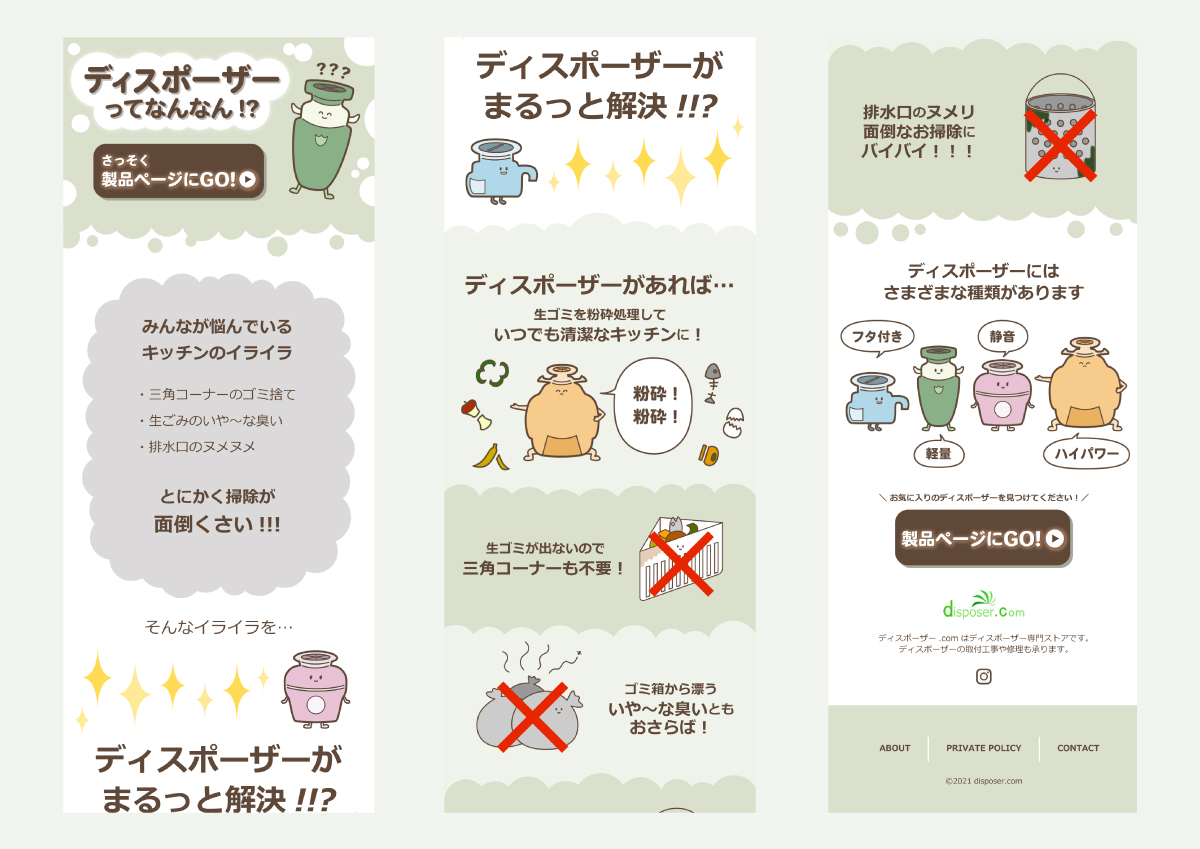 ディスポーザー
ってなんなん!?
???
さっそく
製品ページにGO!
みんなが悩んでいる
キッチンのイライラ
・三角コーナーのゴミ捨て
・生ごみのいや〜な臭い
・排水口のヌメヌメ
とにかく掃除が
面倒くさい!!!
そんなイライラを…
ディスポーザーが
まるっと解決!!?
ディスポーザーが
まるっと解決!!?
ディスポーザーがあれば…
生ゴミを粉砕処理して
いつでも清潔なキッチンに！
粉砕！
粉砕！
生ゴミが出ないので
三角コーナーも不要！
ゴミ箱から漂う
いや〜な臭いとも
おさらば！
排水口のヌメリ
面倒なお掃除に
バイバイ！！！
ディスポーザーには
さまざまな種類があります
フタ付き
静音
軽量
ハイパワー
＼ お気に入りのディスポーザーを見つけてください！／
製品ページにGO!
disposer.com
ディスポーザー .com はディスポーザー専門ストアです。
ディスポーザーの取付工事や修理も承ります。
ABOUT
PRIVATE POLICY
CONTACT
©2021 disposer.com